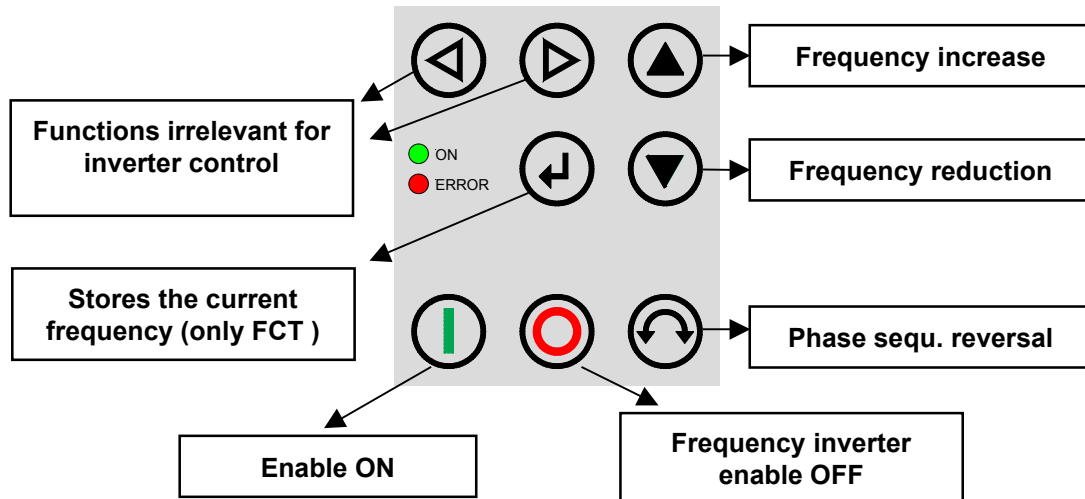 Frequency increase
Functions irrelevant for
inverter control
ON
ERROR
Frequency reduction
Stores the current
frequency (only FCT )
Phase sequ. reversal
Enable ON
Frequency inverter
enable OFF